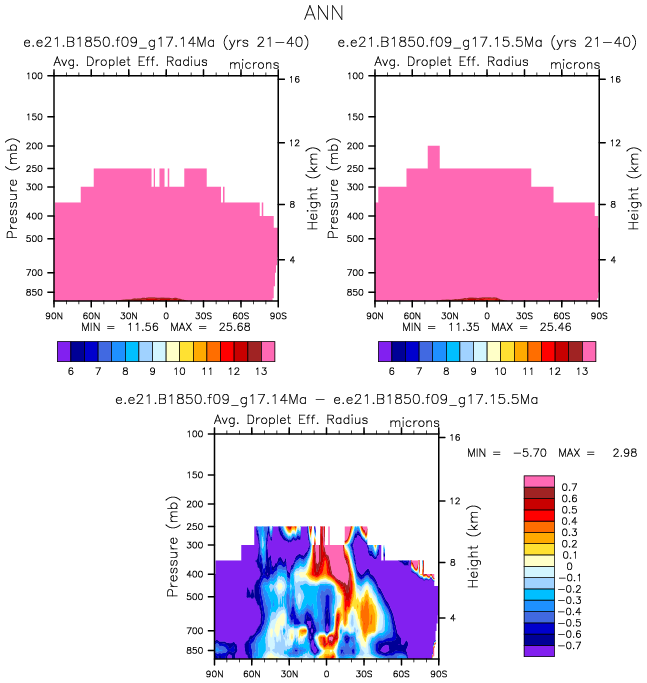 ANN
e.e21.B1850.f09_g17.14Ma (yrs 21-40)
Avg. Droplet Eff. Radius microns
Pressure (mb)
100
150
200
250
300
400
500
700
850
16
12
8
4
Height (km)
90N 60N 30N 0 30S 60S 90S
MIN = 11.56 MAX = 25.68
6 7 8 9 10 11 12 13
e.e21.B1850.f09_g17.15.5Ma (yrs 21-40)
Avg. Droplet Eff. Radius microns
Pressure (mb)
100
150
200
250
300
400
500
700
850
16
12
8
4
Height (km)
90N 60N 30N 0 30S 60S 90S
MIN = 11.35 MAX = 25.46
6 7 8 9 10 11 12 13
e.e21.B1850.f09_g17.14Ma - e.e21.B1850.f09_g17.15.5Ma
Avg. Droplet Eff. Radius microns
Pressure (mb)
100
150
200
250
300
400
500
700
850
16
12
8
4
Height (km)
90N 60N 30N 0 30S 60S 90S
MIN = -5.70 MAX = 2.98
0.7
0.6
0.5
0.4
0.3
0.2
0.1
0
-0.1
-0.2
-0.3
-0.4
-0.5
-0.6
-0.7